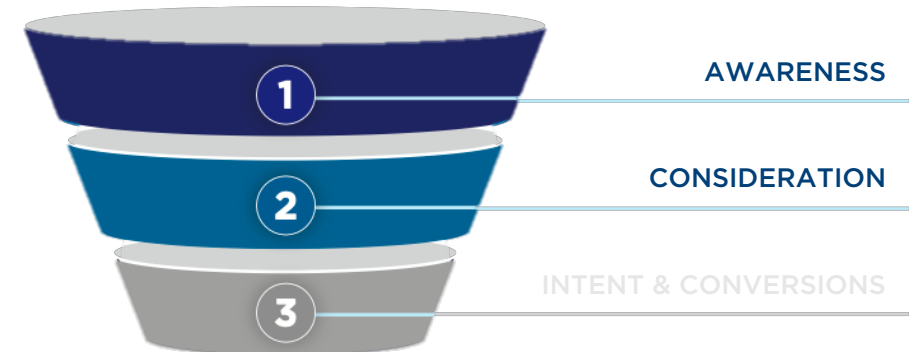 1
AWARENESS
2
CONSIDERATION
3
INTENT & CONVERSIONS